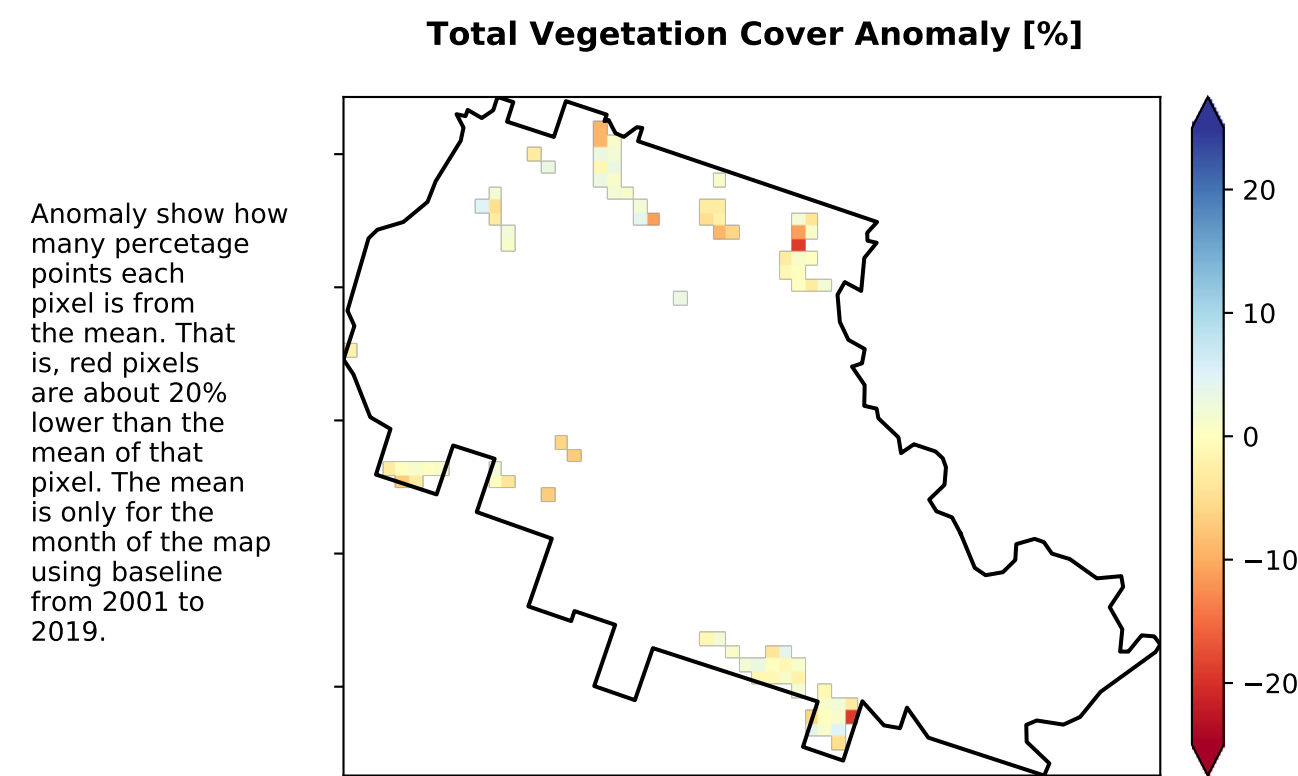 Total Vegetation Cover Anomaly [%]
Anomaly show how
many percetage
points each
pixel is from
the mean. That
is, red pixels
are about 20%
lower than the
mean of that
pixel. The mean
is only for the
month of the map
using baseline
from 2001 to
2019.
20
10
0
−10
−20